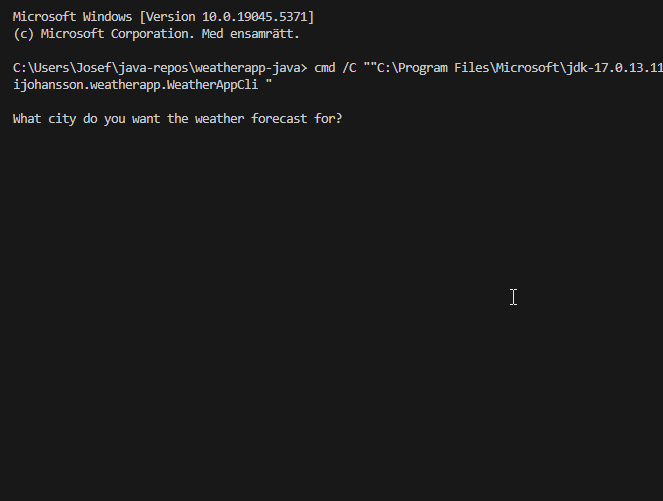 Microsoft Windows [Version 10.0.19045.5371]
(c) Microsoft Corporation. Med ensamrätt.
C:\Users\Josef\java-repos\weatherapp-java> cmd /C ""C:\Program Files\Microsoft\jdk-17.0.13.11
ijohansson.weatherapp.WeatherAppCli "
What city do you want the weather forecast for?